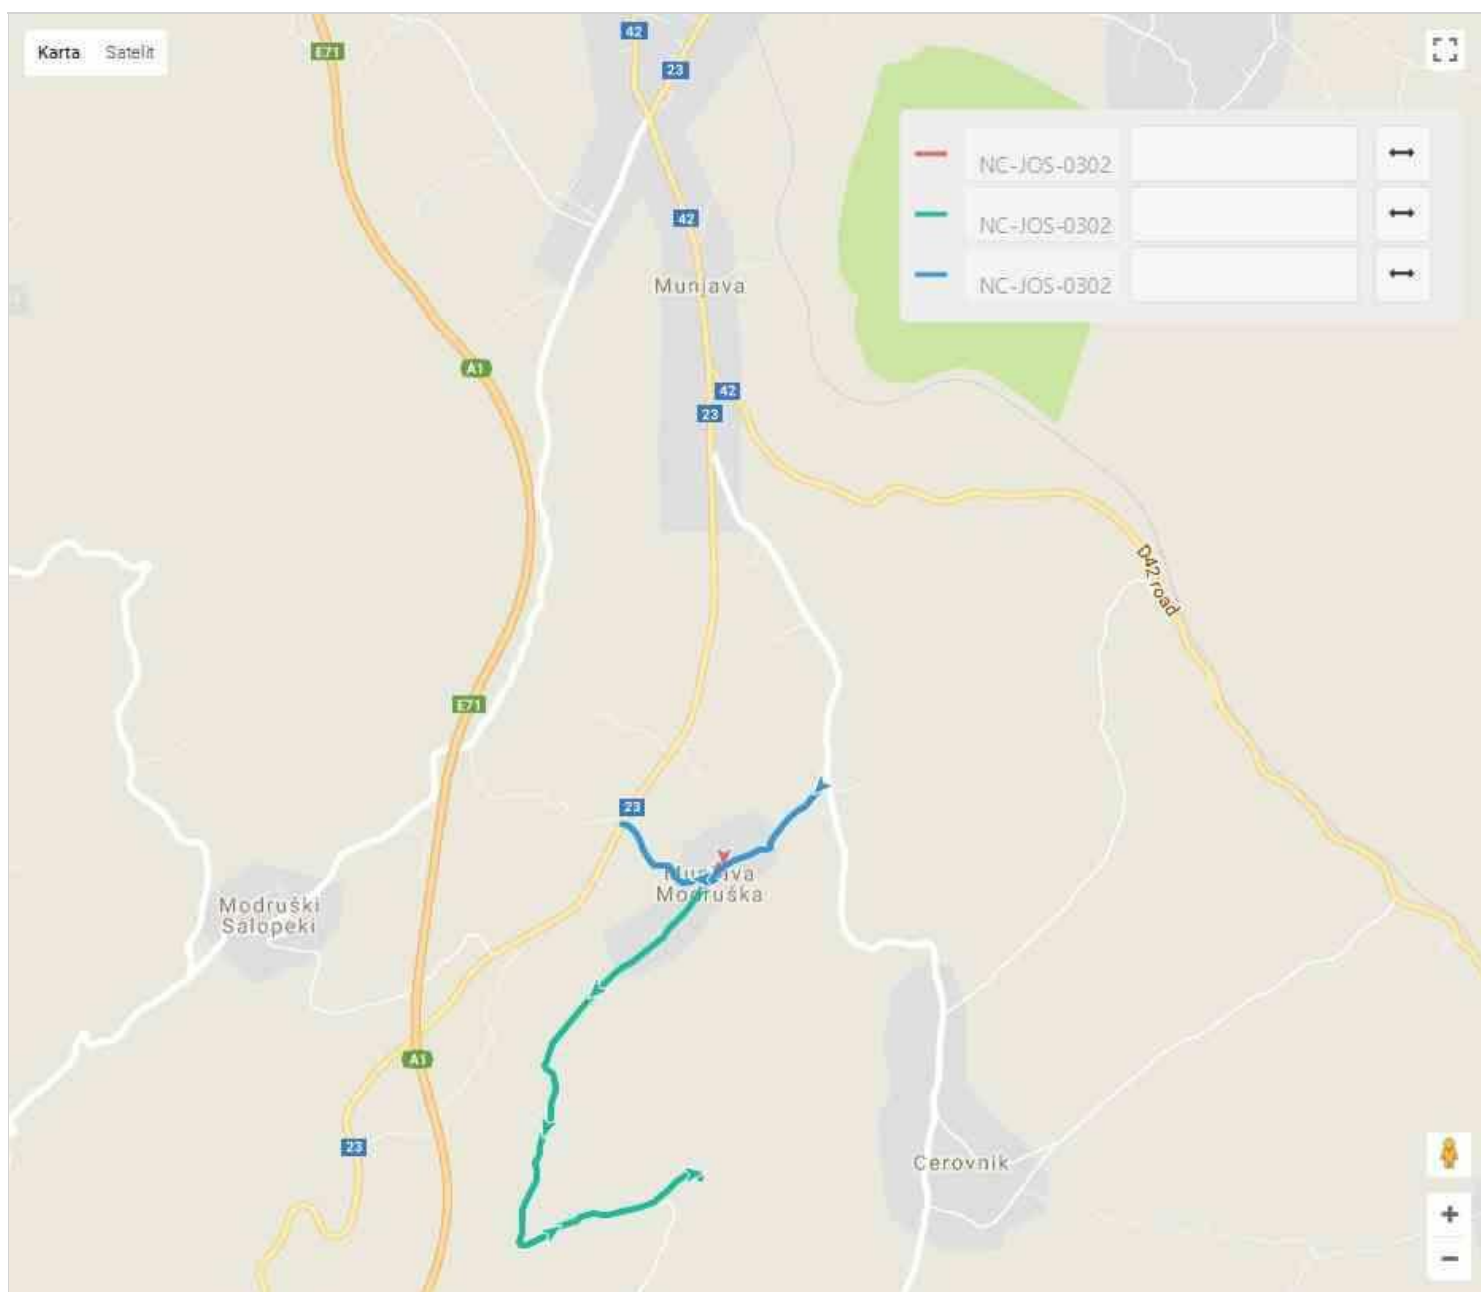 Karta Satelit
E71
42
23
NC-JOS-0302
NC-JOS-0302
42
NC-JOS-0302
Munjava
A1
42
23
D42 road
E71
23
Munjava
Modruška
Modruški
Salopeki
A1
23
Cerovnik
+
−